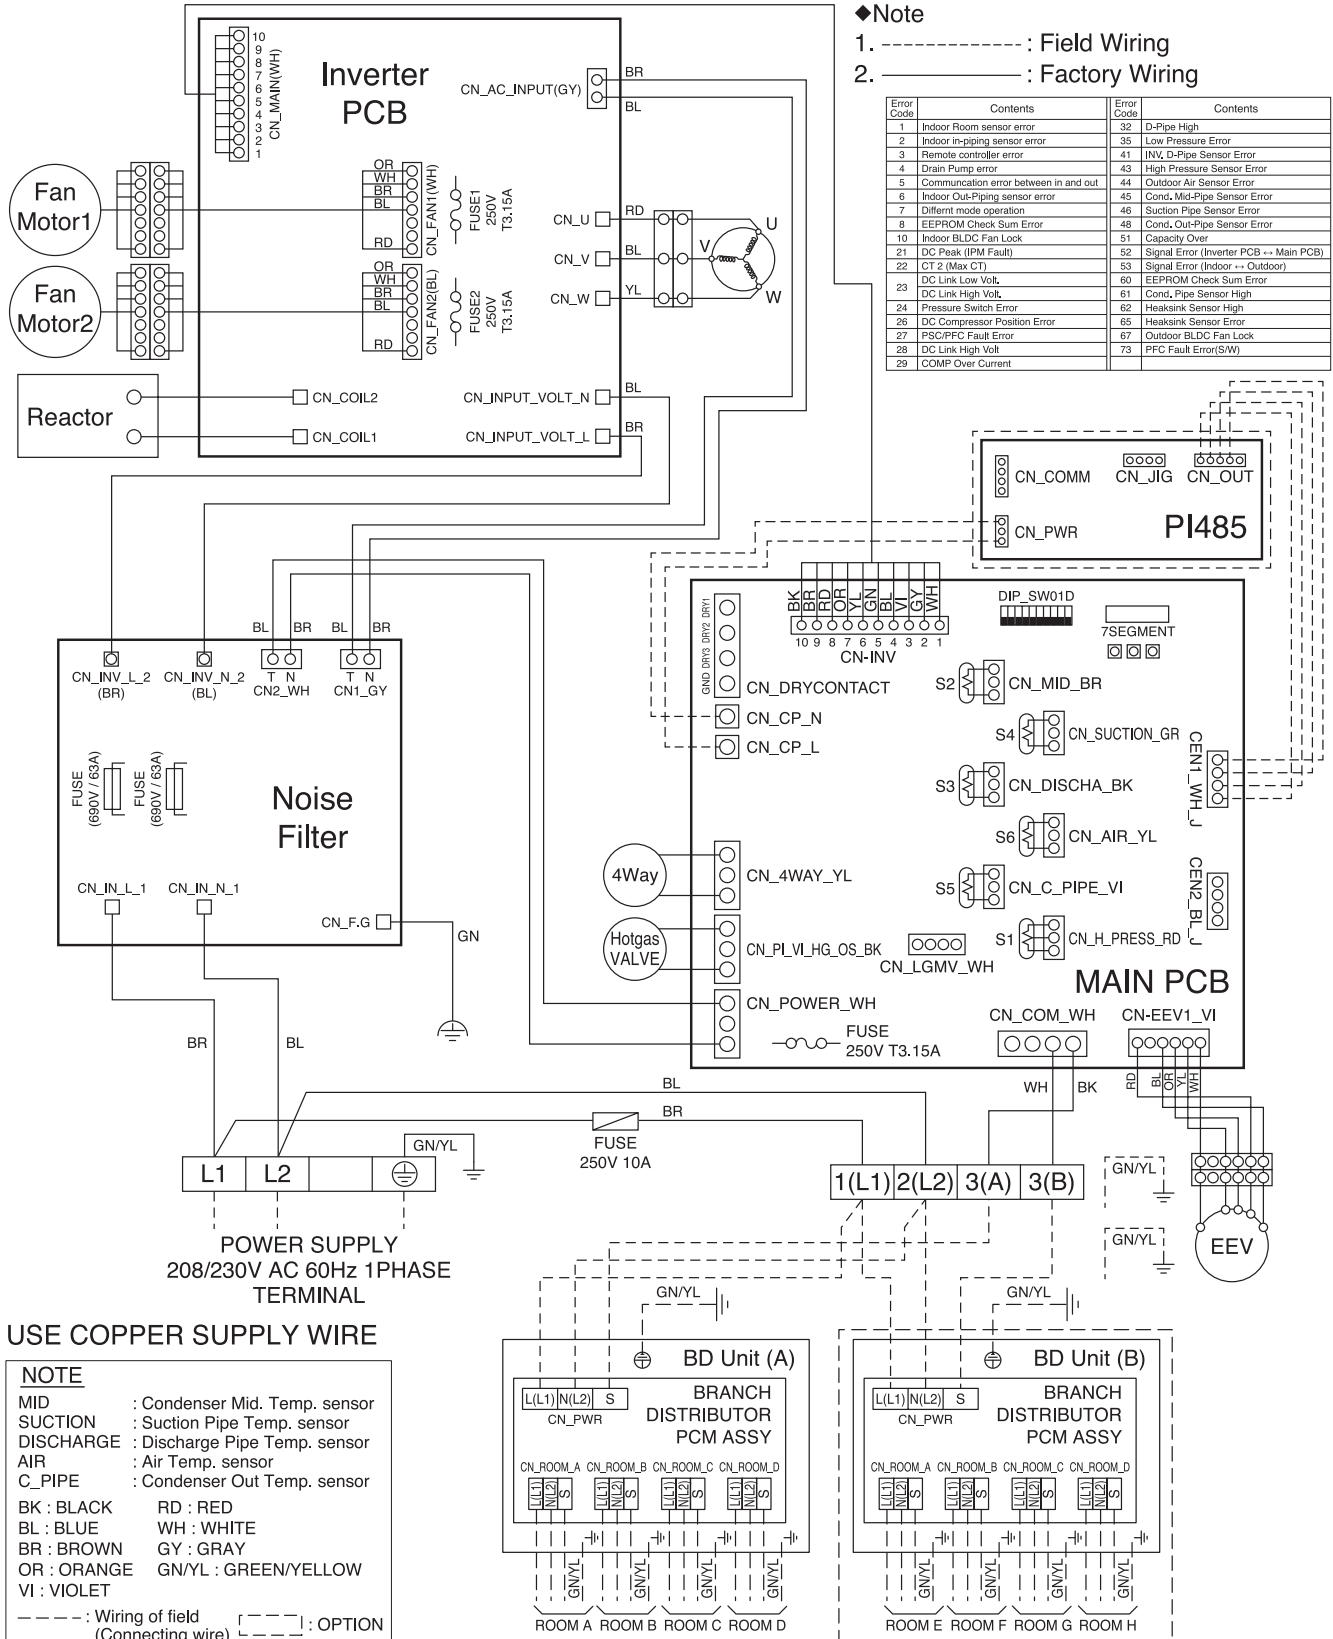 ◆Note
1. ------------ : Field Wiring
2. ———— : Factory Wiring
Error Code Contents Error Code Contents
1 Indoor Room sensor error 32 D-Pipe High
2 Indoor in-piping sensor error 35 Low Pressure Error
3 Remote controller error 41 INV. D-Pipe Sensor Error
4 Drain Pump error 43 High Pressure Sensor Error
5 Communcation error between in and out 44 Outdoor Air Sensor Error
6 Indoor Out-Piping sensor error 45 Cond. Mid-Pipe Sensor Error
7 Differnt mode operation 46 Suction Pipe Sensor Error
8 EEPROM Check Sum Error 48 Cond. Out-Pipe Sensor Error
10 Indoor BLDC Fan Lock 51 Capacity Over
21 DC Peak (IPM Fault) 52 Signal Error (Inverter PCB ↔ Main PCB)
22 CT 2 (Max CT) 53 Signal Error (Indoor ↔ Outdoor)
23 DC Link Low Volt. 60 EEPROM Check Sum Error
DC Link High Volt. 61 Cond. Pipe Sensor High
24 Pressure Switch Error 62 Heaksink Sensor High
26 DC Compressor Position Error 65 Heaksink Sensor Error
27 PSC/PFC Fault Error 67 Outdoor BLDC Fan Lock
28 DC Link High Volt 73 PFC Fault Error(S/W)
29 COMP Over Current
Inverter
PCB
10
9
8
7
6
5
4
3
2
1
CN_MAIN(WH)
CN_AC_INPUT(GY)
BR
BL
Fan
Motor1
OR
WH
BR
BL
RD
CN_FAN1(WH)
FUSE1
250V
T3.15A
Fan
Motor2
OR
WH
BR
BL
RD
CN_FAN2(BL)
FUSE2
250V
T3.15A
CN_U RD
CN_V BL
CN_W YL
U
V
W
Reactor
CN_COIL2
CN_COIL1
CN_INPUT_VOLT_N BL
CN_INPUT_VOLT_L BR
CN_COMM
CN_JIG
CN_OUT
CN_PWR
PI485
BL BR BL BR
CN_INV_L_2
(BR)
CN_INV_N_2
(BL)
T N
CN2_WH
T N
CN1_GY
FUSE
(690V / 63A)
FUSE
(690V / 63A)
Noise
Filter
CN_IN_L_1
CN_IN_N_1
CN_F.G
GN
BR
BL
GND DRY3 DRY2 DRY1
CN_DRYCONTACT
CN_CP_N
CN_CP_L
BK BR RD OR YL GN BL VI GY WH
10 9 8 7 6 5 4 3 2 1
CN-INV
DIP_SW01D
7SEGMENT
S2 CN_MID_BR
S4 CN_SUCTION_GR
S3 CN_DISCHA_BK
S6 CN_AIR_YL
S5 CN_C_PIPE_VI
S1 CN_H_PRESS_RD
CEN1_WH_J
CEN2_BL_J
4Way
CN_4WAY_YL
Hotgas
VALVE
CN_PI_VI_HG_OS_BK
CN_LGMV_WH
CN_POWER_WH
FUSE
250V T3.15A
MAIN PCB
CN_COM_WH
CN-EEV1_VI
WH BK
RD BL OR YL WH
BL
BR
FUSE
250V 10A
GN/YL
L1 L2
POWER SUPPLY
208/230V AC 60Hz 1PHASE
TERMINAL
1(L1) 2(L2) 3(A) 3(B)
GN/YL
GN/YL
EEV
USE COPPER SUPPLY WIRE
NOTE
MID : Condenser Mid. Temp. sensor
SUCTION : Suction Pipe Temp. sensor
DISCHARGE : Discharge Pipe Temp. sensor
AIR : Air Temp. sensor
C_PIPE : Condenser Out Temp. sensor
BK : BLACK RD : RED
BL : BLUE WH : WHITE
BR : BROWN GY : GRAY
OR : ORANGE GN/YL : GREEN/YELLOW
VI : VIOLET
– – – – : Wiring of field
(Connecting wire)
: OPTION
GN/YL
BD Unit (A)
L(L1) N(L2) S
CN_PWR
BRANCH
DISTRIBUTOR
PCM ASSY
CN_ROOM_A CN_ROOM_B CN_ROOM_C CN_ROOM_D
L(L1) N(L2) S L(L1) N(L2) S L(L1) N(L2) S L(L1) N(L2) S
GN/YL GN/YL GN/YL GN/YL
ROOM A ROOM B ROOM C ROOM D
GN/YL
BD Unit (B)
L(L1) N(L2) S
CN_PWR
BRANCH
DISTRIBUTOR
PCM ASSY
CN_ROOM_A CN_ROOM_B CN_ROOM_C CN_ROOM_D
L(L1) N(L2) S L(L1) N(L2) S L(L1) N(L2) S L(L1) N(L2) S
GN/YL GN/YL GN/YL GN/YL
ROOM E ROOM F ROOM G ROOM H